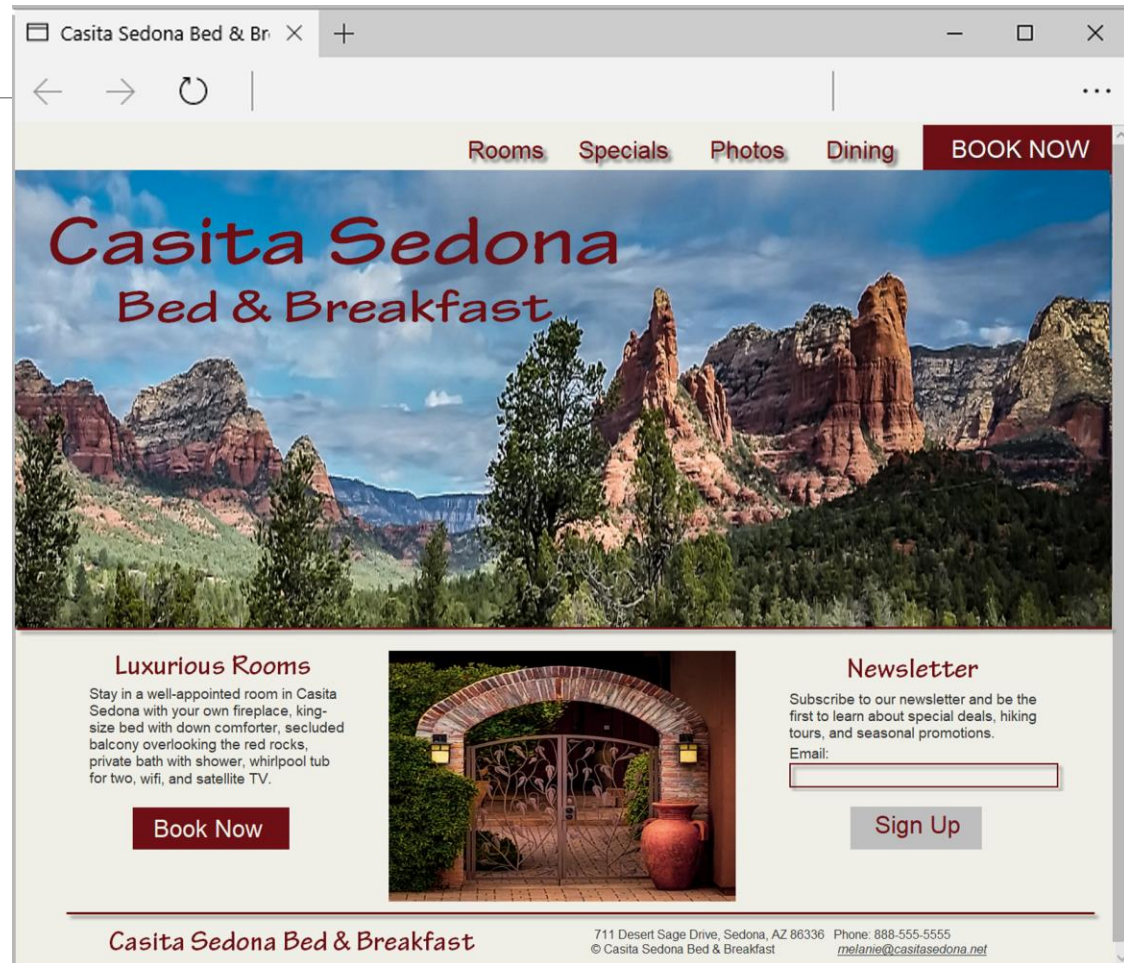 Casita Sedona Bed & Br
Rooms Specials Photos Dining BOOK NOW
Casita Sedona
Bed & Breakfast
Luxurious Rooms
Stay in a well-appointed room in Casita
Sedona with your own fireplace, king-
size bed with down comforter, secluded
balcony overlooking the red rocks,
private bath with shower, whirlpool tub
for two, wifi, and satellite TV.
Book Now
Newsletter
Subscribe to our newsletter and be the
first to learn about special deals, hiking
tours, and seasonal promotions.
Email:
Sign Up
Casita Sedona Bed & Breakfast
711 Desert Sage Drive, Sedona, AZ 86336 Phone: 888-555-5555
© Casita Sedona Bed & Breakfast melanie@casitasedona.net